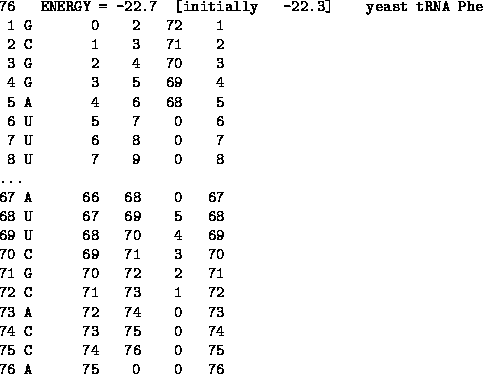 76 ENERGY = -22.7 [initially -22.3] yeast tRNA Phe
1 G 0 2 72 1
2 C 1 3 71 2
3 G 2 4 70 3
4 G 3 5 69 4
5 A 4 6 68 5
6 U 5 7 0 6
7 U 6 8 0 7
8 U 7 9 0 8
...
67 A 66 68 0 67
68 U 67 69 5 68
69 U 68 70 4 69
70 C 69 71 3 70
71 G 70 72 2 71
72 C 71 73 1 72
73 A 72 74 0 73
74 C 73 75 0 74
75 C 74 76 0 75
76 A 75 0 0 76